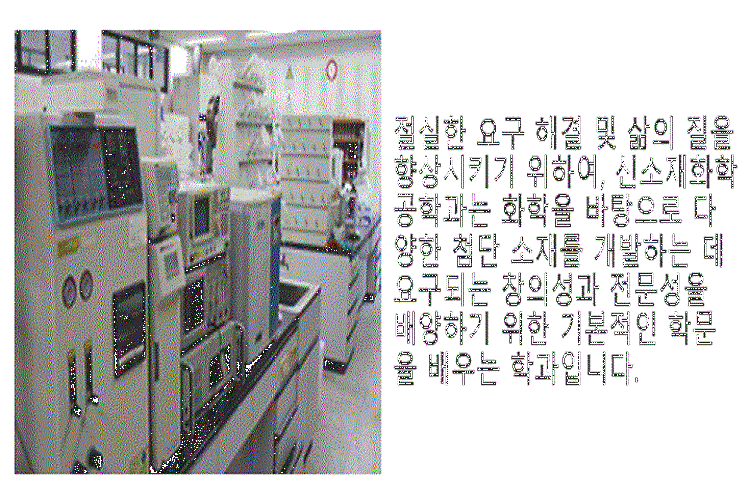 절실한 요구 해결 및 삶의 질을
향상시키기 위하여, 신소재화학
공학과는 화학을 바탕으로 다
양한 첨단 소재를 개발하는 데
요구되는 창의성과 전문성을
배양하기 위한 기본적인 학문
을 배우는 학과입니다.